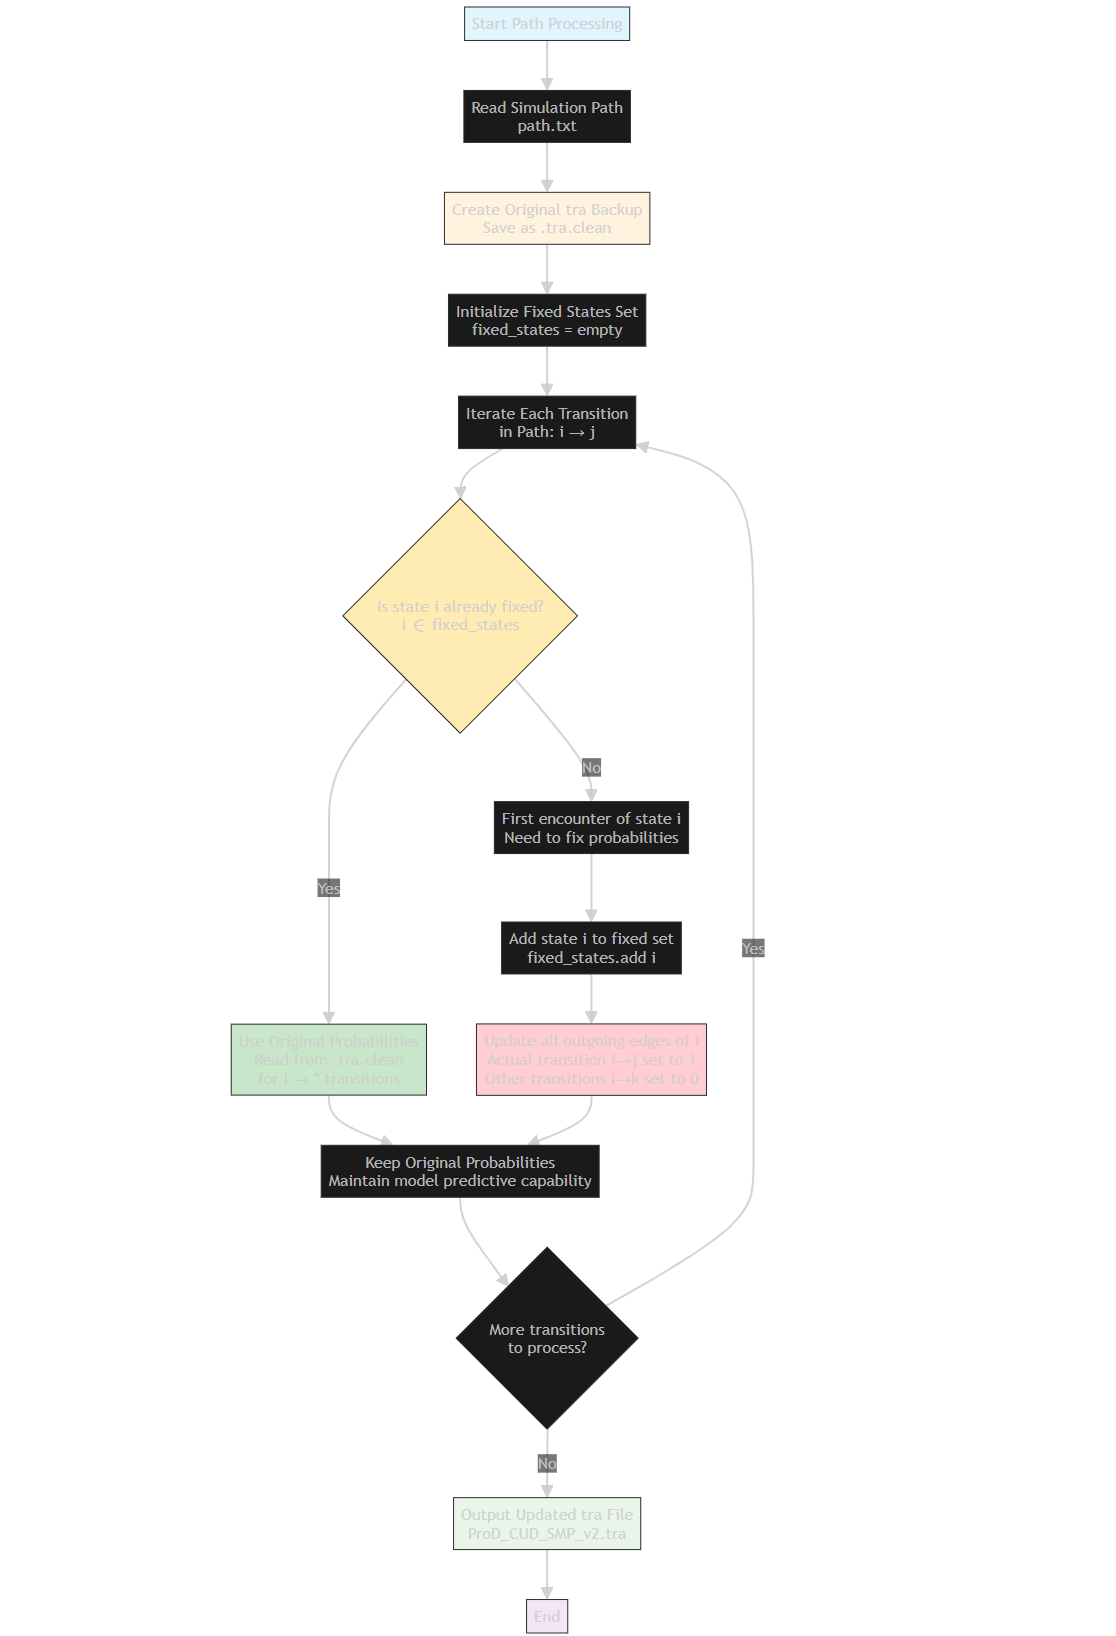 Start Path Processing
Read Simulation Path
path.txt
Create Original tra Backup
Save as .tra.clean
Initialize Fixed States Set
fixed_states = empty
Iterate Each Transition
in Path: i → j
Is state i already fixed?
i ∈ fixed_states
No
First encounter of state i
Need to fix probabilities
Yes
Add state i to fixed set
fixed_states.add i
Yes
Use Original Probabilities
Read from .tra.clean
for i → * transitions
Update all outgoing edges of i
Actual transition i→j set to 1
Other transitions i→k set to 0
Keep Original Probabilities
Maintain model predictive capability
More transitions
to process?
No
Output Updated tra File
ProD_CUD_SMP_v2.tra
End